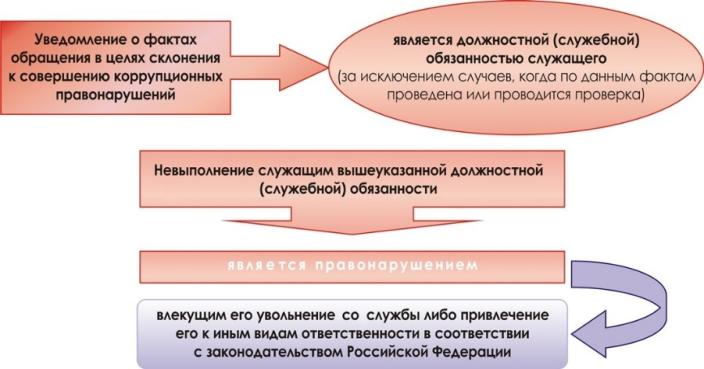 Уведомление о фактах
обращения в целях склонения
к совершению коррупционных
правонарушений
является должностной (служебной)
обязанностью служащего
(за исключением случаев, когда по данным фактам
проведена или проводится проверка)
Невыполнение служащим вышеуказанной должностной
(служебной) обязанности
является правонарушением
влекущим его увольнение со службы либо привлечение
его к иным видам ответственности в соответствии
с законодательством Российской Федерации